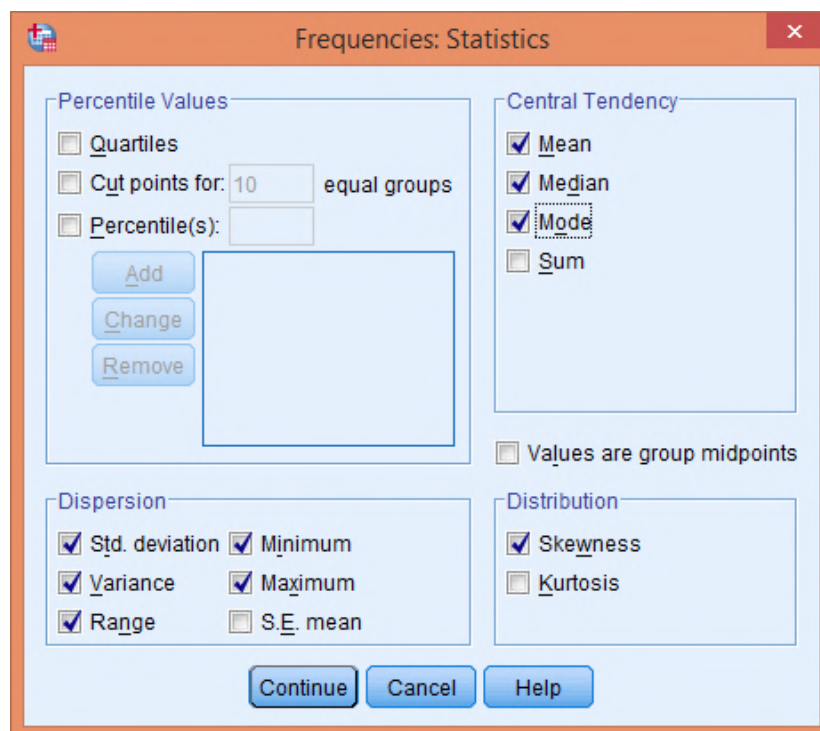 Frequencies: Statistics
Percentile Values
Quartiles
Cut points for: 10 equal groups
Percentile(s):
Add
Change
Remove
Central Tendency
Mean
Median
Mode
Sum
Values are group midpoints
Dispersion
Std. deviation Minimum
Variance Maximum
Range S.E. mean
Distribution
Skewness
Kurtosis
Continue Cancel Help